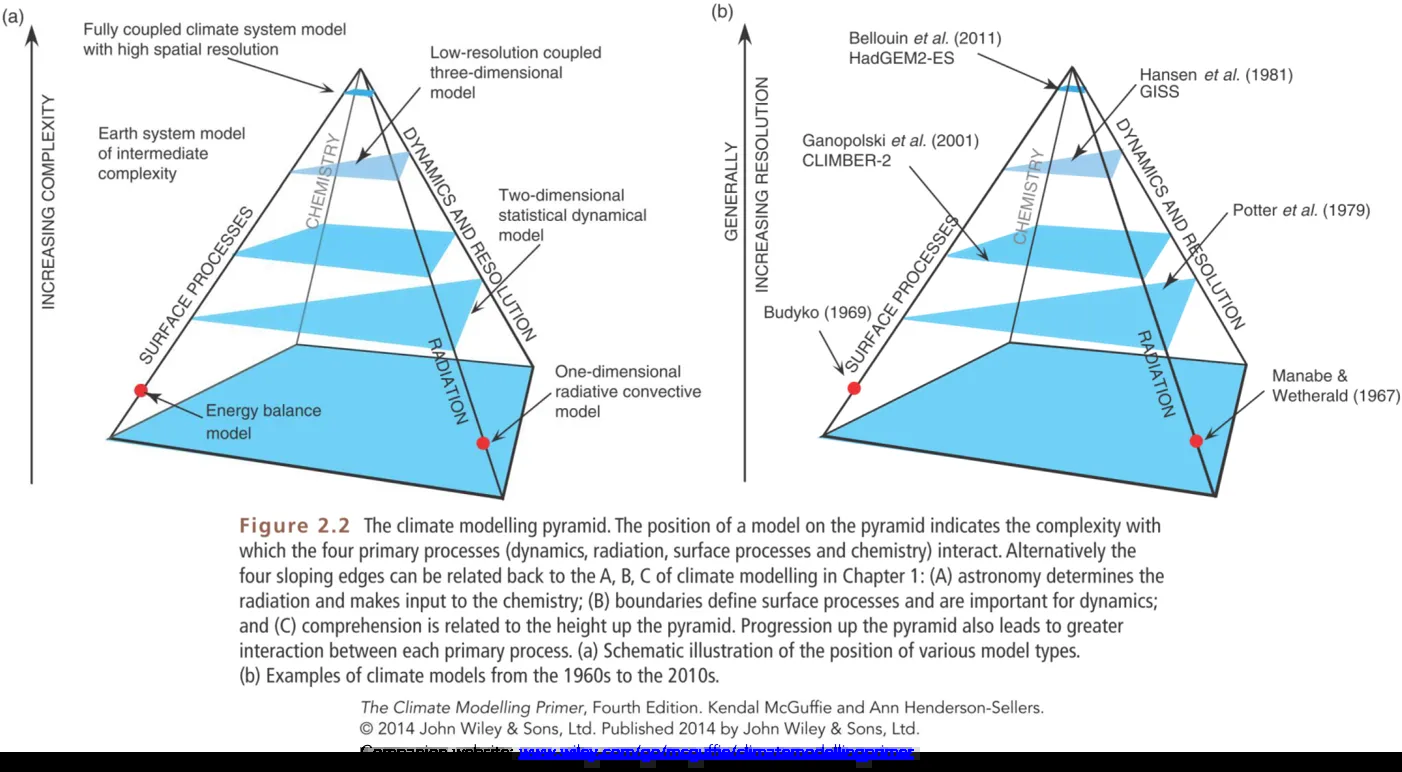 (a)
Fully coupled climate system model
with high spatial resolution
Low-resolution coupled
three-dimensional
model
Earth system model
of intermediate
complexity
Two-dimensional
statistical dynamical
model
One-dimensional
radiative convective
model
Energy balance
model
INCREASING COMPLEXITY
SURFACE PROCESSES
CHEMISTRY
DYNAMICS AND RESOLUTION
RADIATION
(b)
Bellouin et al. (2011)
HadGEM2-ES
Hansen et al. (1981)
GISS
Ganopolski et al. (2001)
CLIMBER-2
Potter et al. (1979)
Budyko (1969)
Manabe &
Wetherald (1967)
GENERALLY
INCREASING RESOLUTION
SURFACE PROCESSES
CHEMISTRY
DYNAMICS AND RESOLUTION
RADIATION
Figure 2.2 The climate modelling pyramid. The position of a model on the pyramid indicates the complexity with
which the four primary processes (dynamics, radiation, surface processes and chemistry) interact. Alternatively the
four sloping edges can be related back to the A, B, C of climate modelling in Chapter 1: (A) astronomy determines the
radiation and makes input to the chemistry; (B) boundaries define surface processes and are important for dynamics;
and (C) comprehension is related to the height up the pyramid. Progression up the pyramid also leads to greater
interaction between each primary process. (a) Schematic illustration of the position of various model types.
(b) Examples of climate models from the 1960s to the 2010s.
The Climate Modelling Primer, Fourth Edition. Kendal McGuffie and Ann Henderson-Sellers.
© 2014 John Wiley & Sons, Ltd. Published 2014 by John Wiley & Sons, Ltd.
Companion website: www.wiley.com/go/mcguffie/climatemodellingprimer